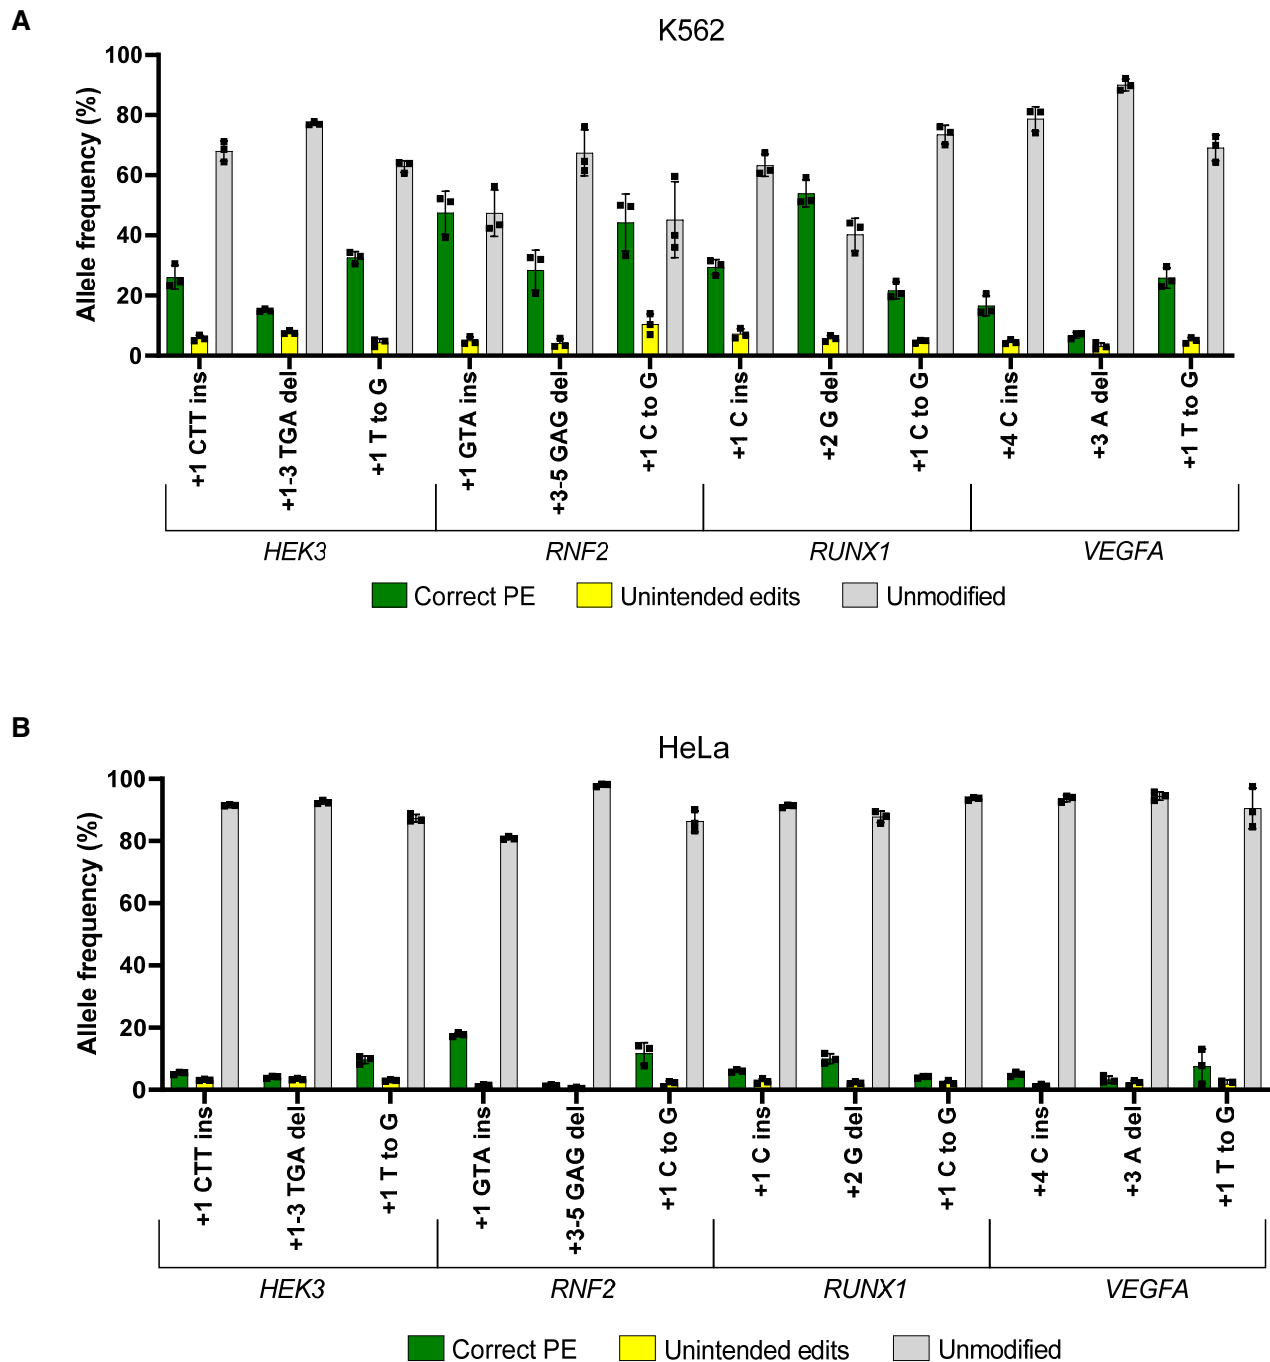 A
K562
Allele frequency (%)
100
80
60
40
20
0
+1 CTT ins
+1-3 TGA del
+1 T to G
+1 GTA ins
+3-5 GAG del
+1 C to G
+1 C ins
+2 G del
+1 C to G
+4 C ins
+3 A del
+1 T to G
HEK3 RNF2 RUNX1 VEGFA
Correct PE Unintended edits Unmodified
B
HeLa
Allele frequency (%)
100
80
60
40
20
0
+1 CTT ins
+1-3 TGA del
+1 T to G
+1 GTA ins
+3-5 GAG del
+1 C to G
+1 C ins
+2 G del
+1 C to G
+4 C ins
+3 A del
+1 T to G
HEK3 RNF2 RUNX1 VEGFA
Correct PE Unintended edits Unmodified